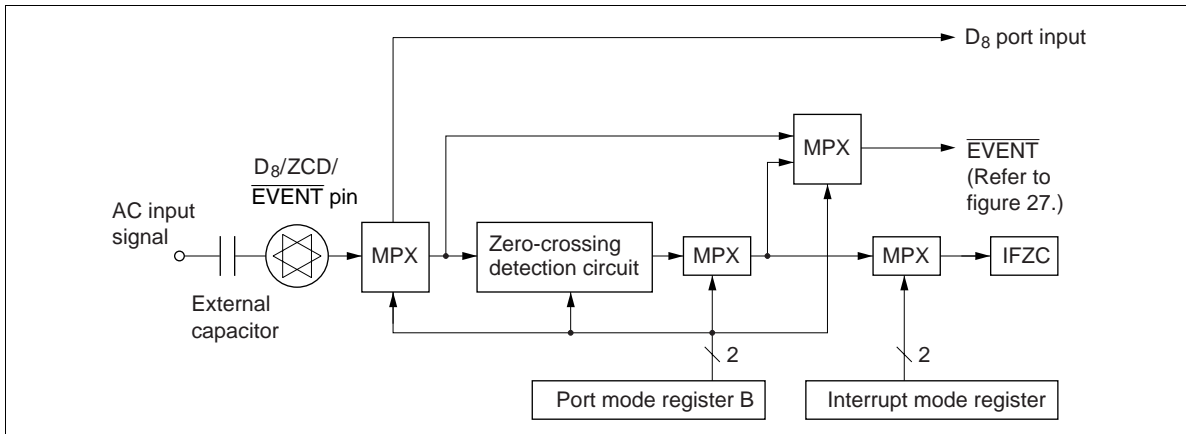 D8 port input
MPX
EVENT
(Refer to
figure 27.)
D8/ZCD/
EVENT pin
AC input
signal
MPX
Zero-crossing
detection circuit
MPX
MPX
IFZC
External
capacitor
2
2
Port mode register B
Interrupt mode register